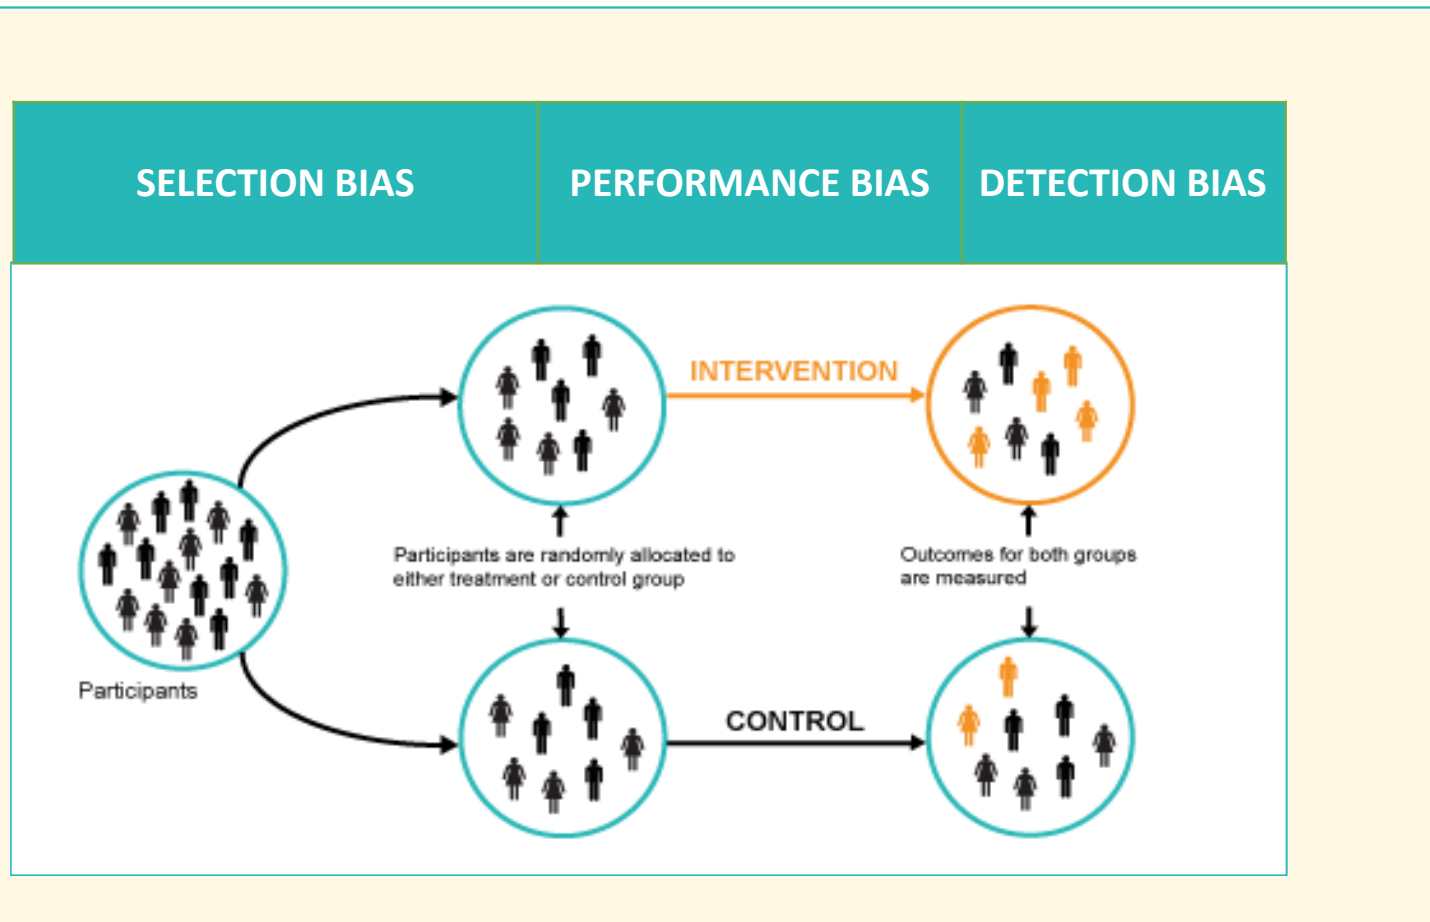 SELECTION BIAS
PERFORMANCE BIAS
DETECTION BIAS
INTERVENTION
Participants are randomly allocated to
either treatment or control group
Outcomes for both groups
are measured
Participants
CONTROL